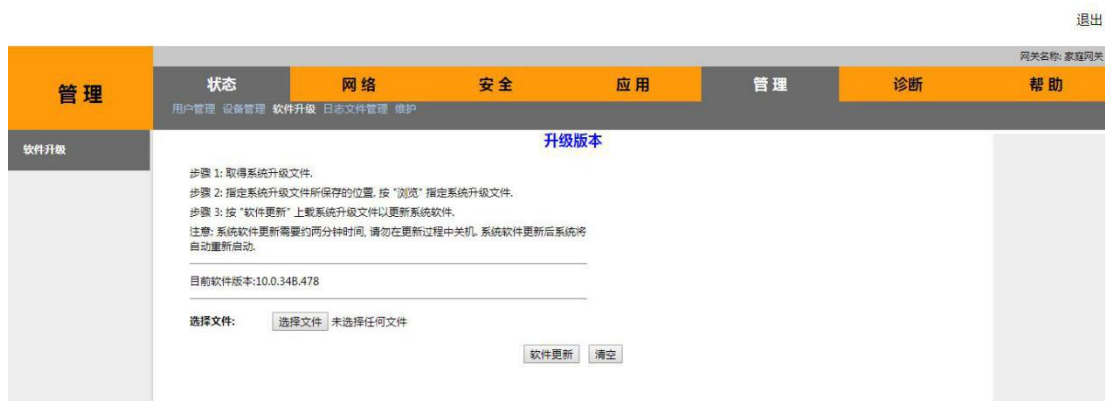 退出
网关名称: 家庭网关
管 理
状态 网 络 安 全 应 用 管 理 诊断 帮 助
用户管理 设备管理 软件升级 日志文件管理 维护
软件升级
升级版本
步骤 1: 取得系统升级文件.
步骤 2: 指定系统升级文件所保存的位置. 按 "浏览" 指定系统升级文件.
步骤 3: 按 "软件更新" 上载系统升级文件以更新系统软件.
注意: 系统软件更新需要约两分钟时间, 请勿在更新过程中关机. 系统软件更新后系统将
自动重新启动.
目前软件版本:10.0.34B.478
选择文件: 选择文件 未选择任何文件
软件更新 清空